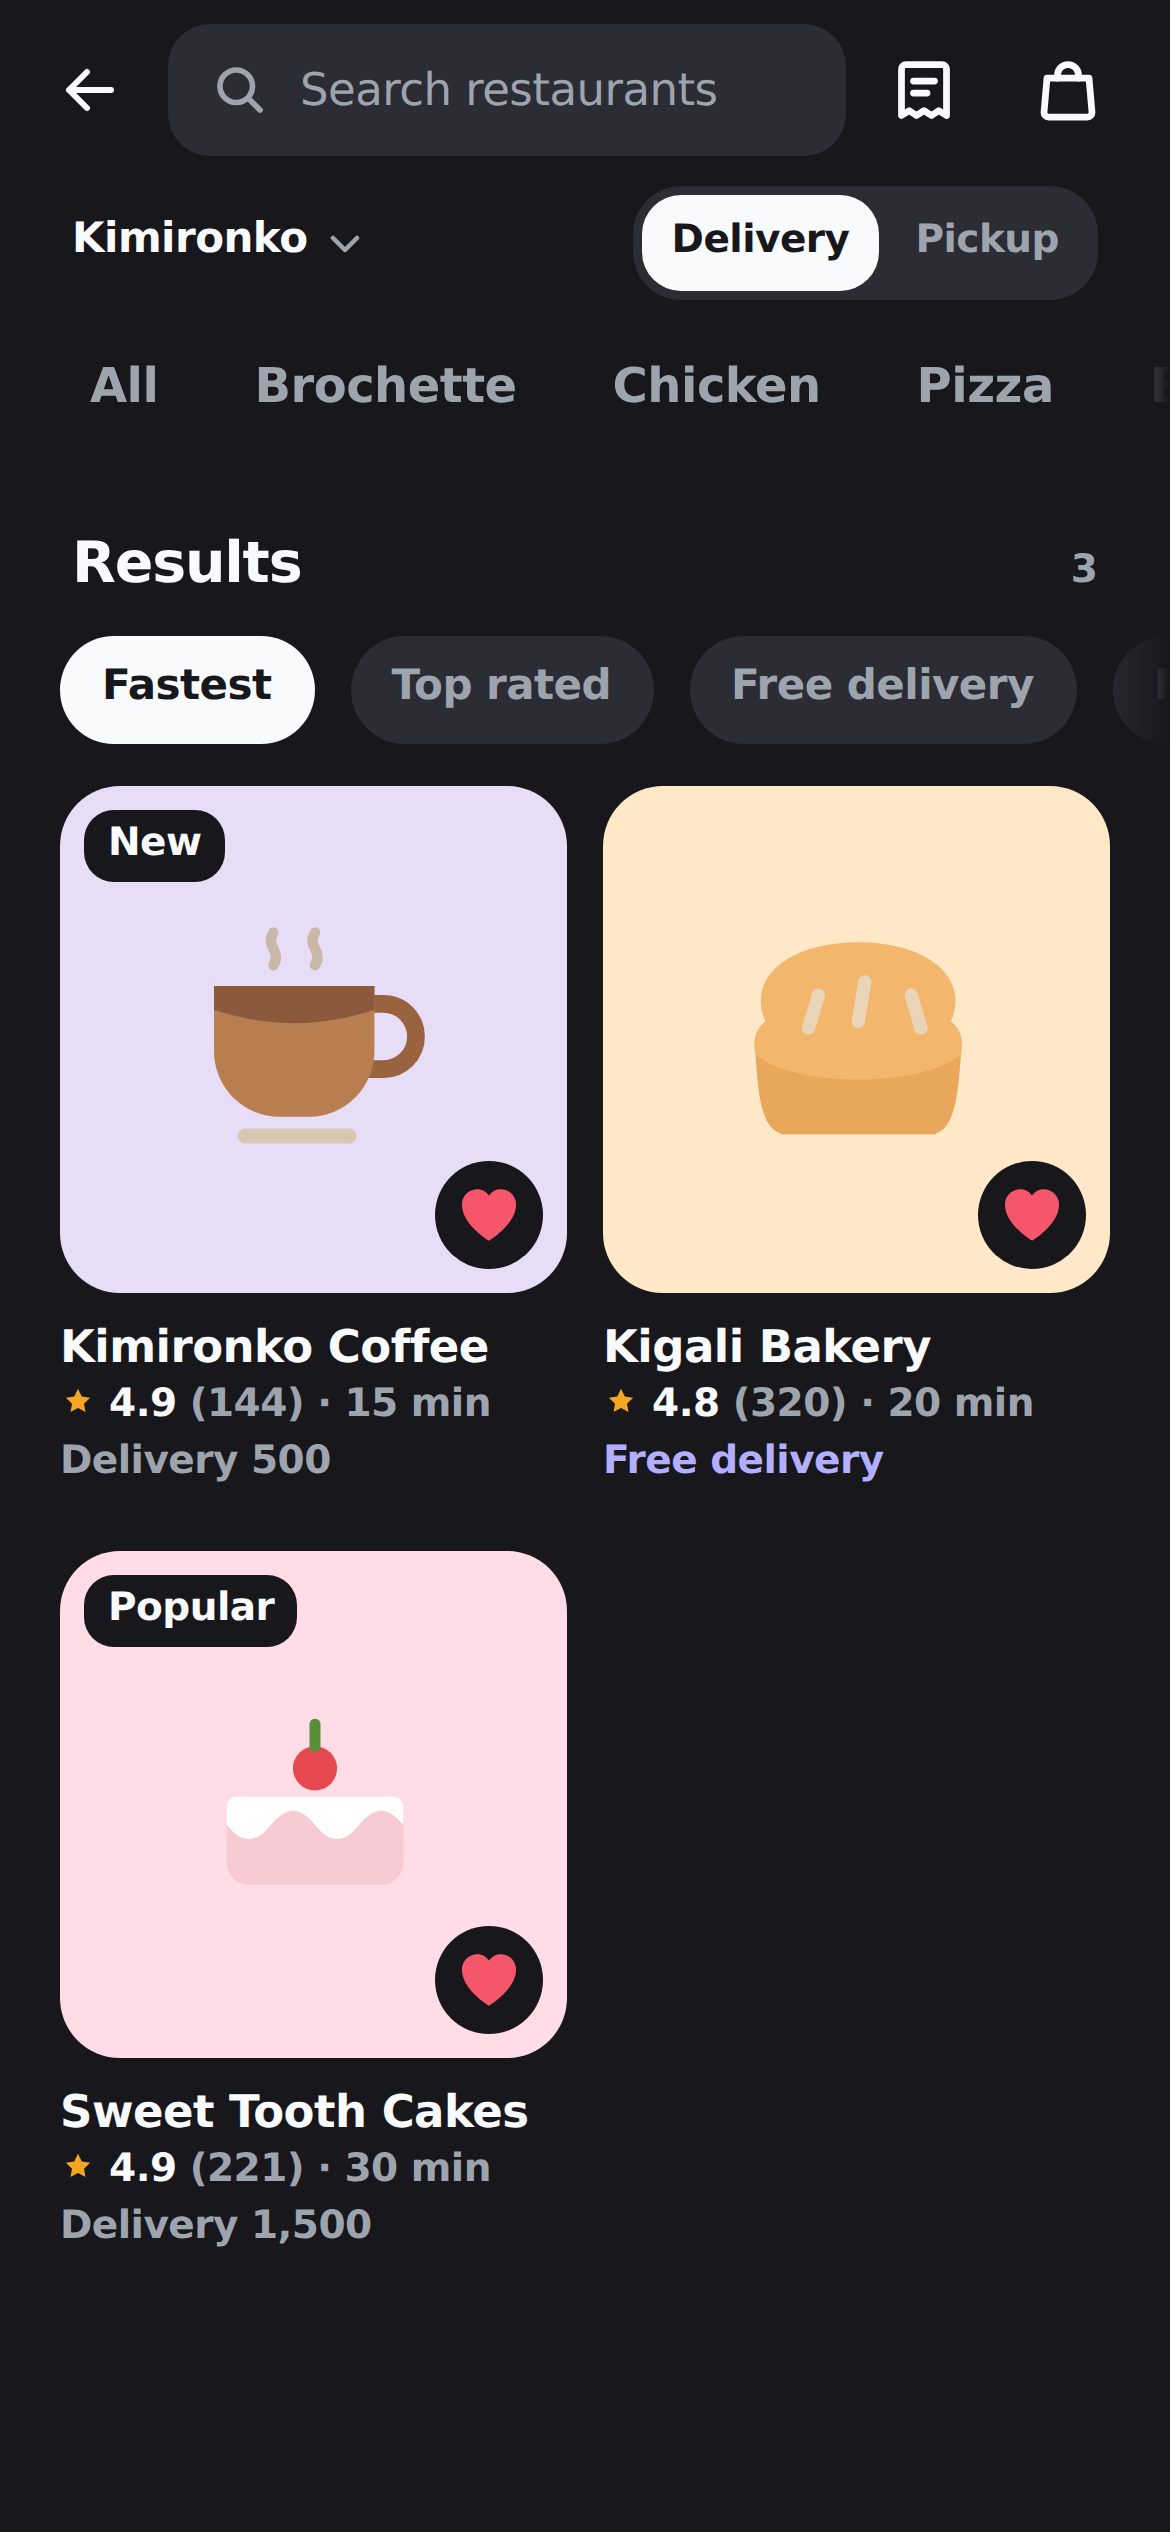 Search restaurants
Kimironko
Delivery Pickup
All Brochette Chicken Pizza
Results
3
Fastest Top rated Free delivery
New
Kimironko Coffee
4.9 (144) · 15 min
Delivery 500
Kigali Bakery
4.8 (320) · 20 min
Free delivery
Popular
Sweet Tooth Cakes
4.9 (221) · 30 min
Delivery 1,500